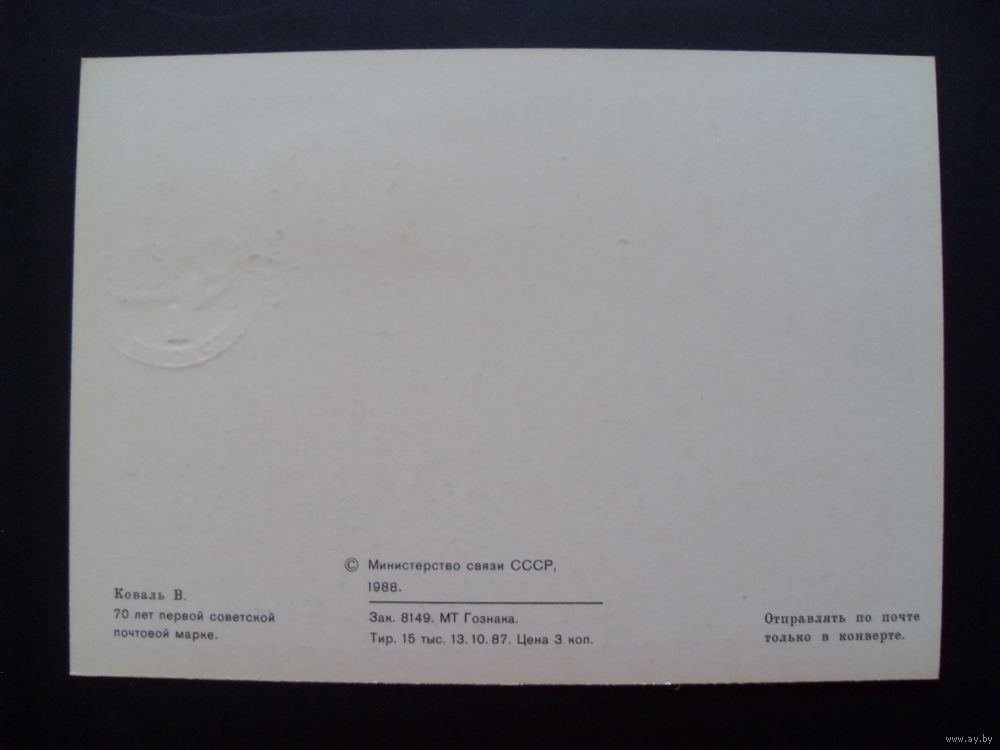 Коваль В.
70 лет первой советской
почтовой марке.
© Министерство связи СССР,
1988.
Зак. 8149. МТ Гознака.
Тир. 15 тыс. 13.10.87. Цена 3 коп.
Отправлять по почте
только в конверте.
www.ay.by